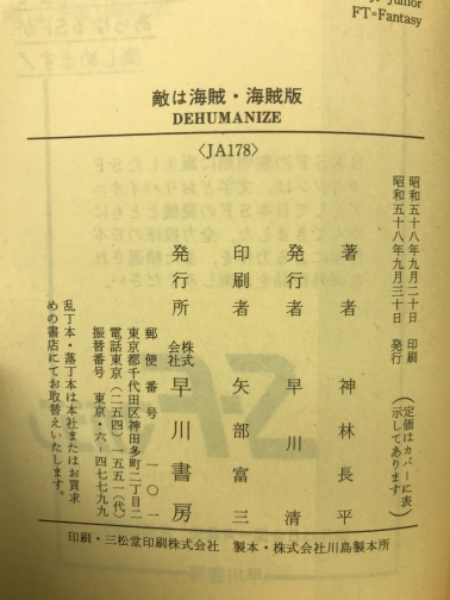 Junior
FT=Fantasy
敵は海賊・海賊版
DEHUMANIZE
〈JA178〉
昭和五十八年九月二十日 印刷
昭和五十八年九月三十日 発行
(定価はカバーに表示してあります)
著者 神林長平
発行者 早川清
印刷者 矢部富三
発行所 株式会社 早川書房
郵便番号 一〇一
東京都千代田区神田多町二丁目二
電話東京(二五四)一五五一(代)
振替番号 東京・六-四七七九九
乱丁本・落丁本は本社またはお買求
めの書店にてお取替えいたします。
印刷・三松堂印刷株式会社 製本・株式会社川島製本所